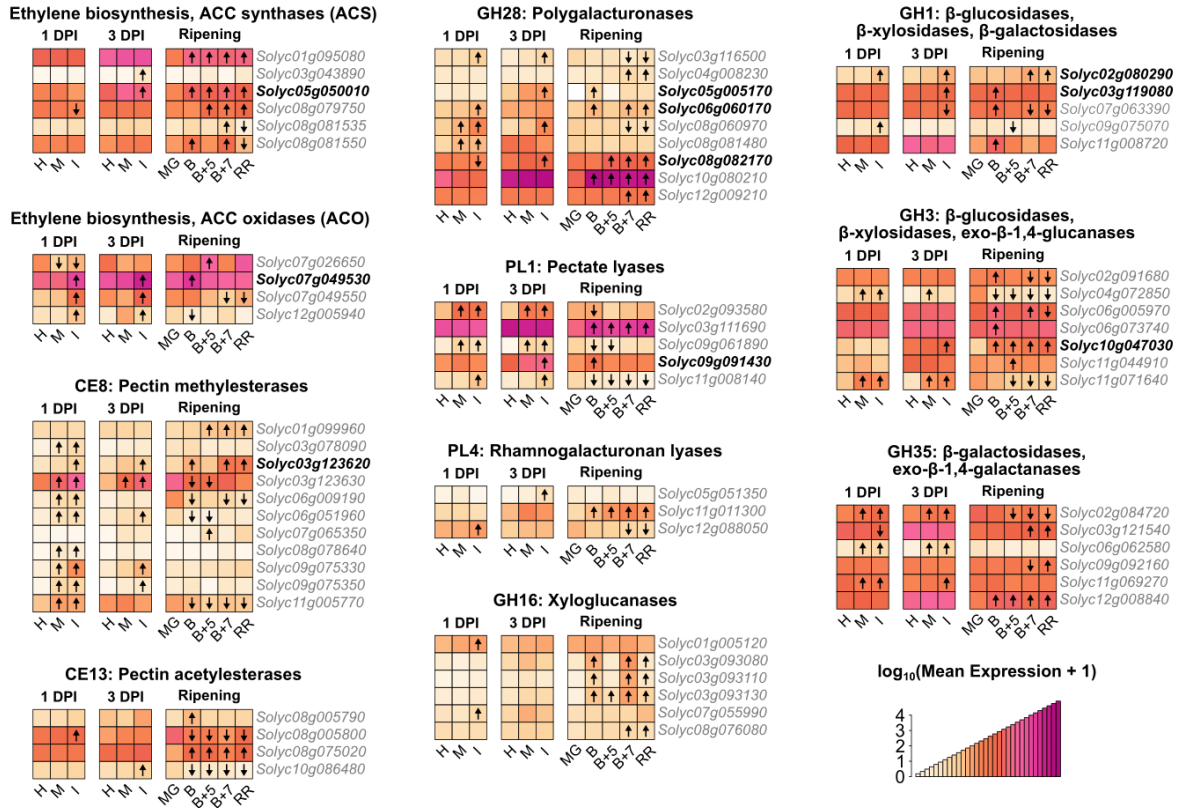 Ethylene biosynthesis, ACC synthases (ACS)
1 DPI 3 DPI Ripening
Solyc01g095080
Solyc03g043890
Solyc05g050010
Solyc08g079750
Solyc08g081535
Solyc08g081550
H M I H M I MG B B+5 B+7 RR
Ethylene biosynthesis, ACC oxidases (ACO)
1 DPI 3 DPI Ripening
Solyc07g026650
Solyc07g049530
Solyc07g049550
Solyc12g005940
H M I H M I MG B B+5 B+7 RR
CE8: Pectin methylesterases
1 DPI 3 DPI Ripening
Solyc01g099960
Solyc03g078090
Solyc03g123620
Solyc03g123630
Solyc06g009190
Solyc06g051960
Solyc07g065350
Solyc08g078640
Solyc09g075330
Solyc09g075350
Solyc11g005770
H M I H M I MG B B+5 B+7 RR
CE13: Pectin acetylesterases
1 DPI 3 DPI Ripening
Solyc08g005790
Solyc08g005800
Solyc08g075020
Solyc10g086480
H M I H M I MG B B+5 B+7 RR
GH28: Polygalacturonases
1 DPI 3 DPI Ripening
Solyc03g116500
Solyc04g008230
Solyc05g005170
Solyc06g060170
Solyc08g060970
Solyc08g081480
Solyc08g082170
Solyc10g080210
Solyc12g009210
H M I H M I MG B B+5 B+7 RR
PL1: Pectate lyases
1 DPI 3 DPI Ripening
Solyc02g093580
Solyc03g111690
Solyc09g061890
Solyc09g091430
Solyc11g008140
H M I H M I MG B B+5 B+7 RR
PL4: Rhamnogalacturonan lyases
1 DPI 3 DPI Ripening
Solyc05g051350
Solyc11g011300
Solyc12g088050
H M I H M I MG B B+5 B+7 RR
GH16: Xyloglucanases
1 DPI 3 DPI Ripening
Solyc01g005120
Solyc03g093080
Solyc03g093110
Solyc03g093130
Solyc07g055990
Solyc08g076080
H M I H M I MG B B+5 B+7 RR
GH1: β-glucosidases,
β-xylosidases, β-galactosidases
1 DPI 3 DPI Ripening
Solyc02g080290
Solyc03g119080
Solyc07g063390
Solyc09g075070
Solyc11g008720
H M I H M I MG B B+5 B+7 RR
GH3: β-glucosidases,
β-xylosidases, exo-β-1,4-glucanases
1 DPI 3 DPI Ripening
Solyc02g091680
Solyc04g072850
Solyc06g005970
Solyc06g073740
Solyc10g047030
Solyc11g044910
Solyc11g071640
H M I H M I MG B B+5 B+7 RR
GH35: β-galactosidases,
exo-β-1,4-galactanases
1 DPI 3 DPI Ripening
Solyc02g084720
Solyc03g121540
Solyc06g062580
Solyc09g092160
Solyc11g069270
Solyc12g008840
H M I H M I MG B B+5 B+7 RR
log₁₀(Mean Expression + 1)
4
3
2
1
0